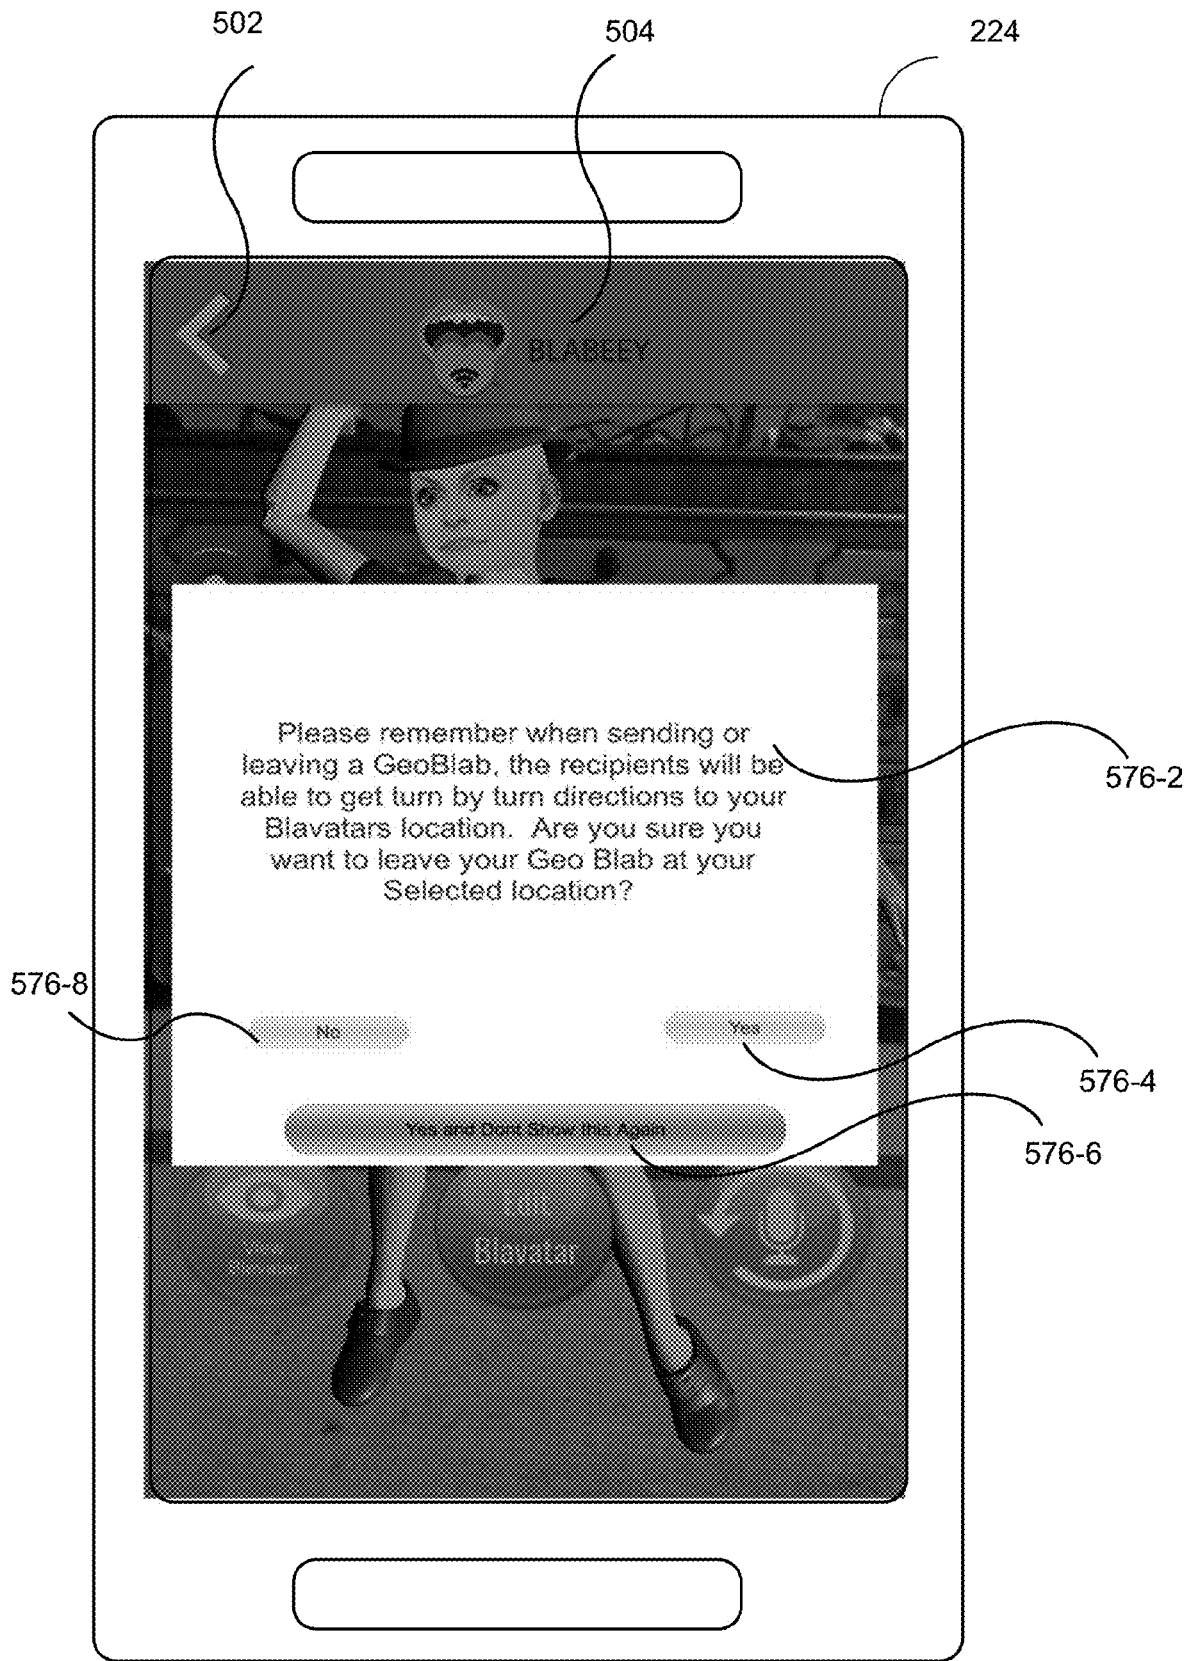 502
504
224
BLABEEY
Please remember when sending or
leaving a GeoBlab, the recipients will be
able to get turn by turn directions to your
Blavatars location. Are you sure you
want to leave your Geo Blab at your
Selected location?
576-2
576-8
No
Yes
576-4
Yes and Dont Show this Again
576-6
View
Blavatar